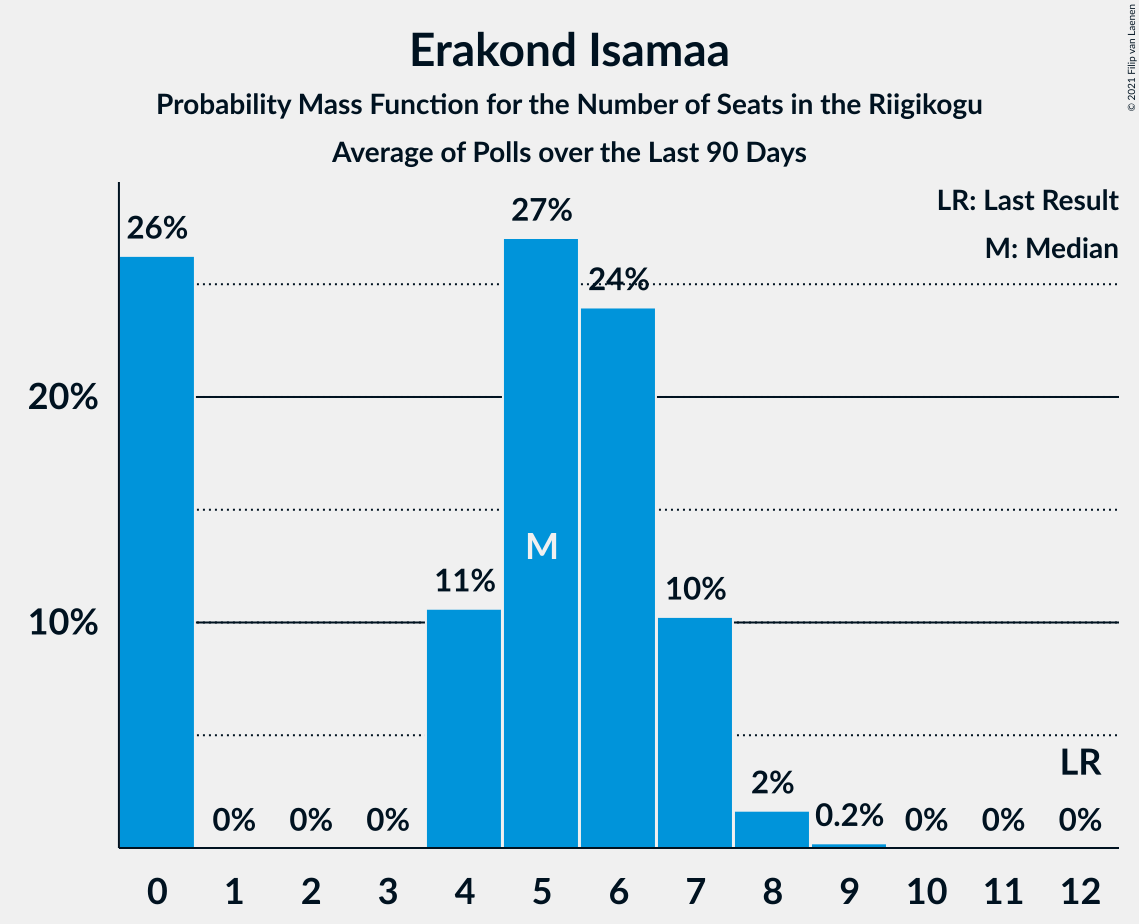 Erakond Isamaa
Probability Mass Function for the Number of Seats in the Riigikogu
Average of Polls over the Last 90 Days
© 2021 Filip van Laenen
LR: Last Result
M: Median
26%
0%
0%
0%
11%
27%
24%
10%
2%
0.2%
0%
0%
0%
M
LR
20%
10%
0 1 2 3 4 5 6 7 8 9 10 11 12